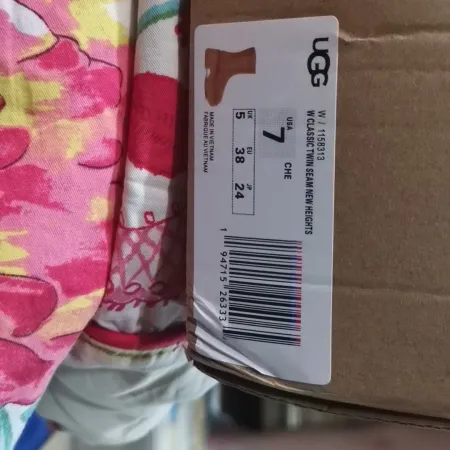 UGG
W / 1158313
W CLASSIC TWIN SEAM NEW HEIGHTS
USA
7
CHE
UK EU JP
5 38 24
MADE IN VIETNAM
FABRIQUE AU VIETNAM
1 94715 26333